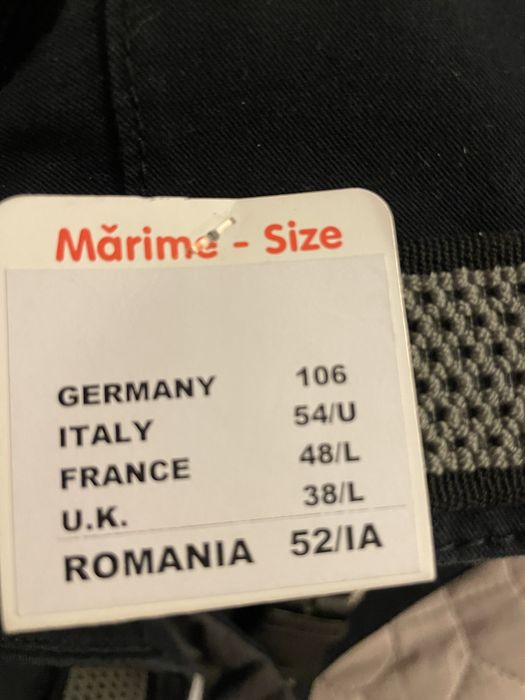 Mărime - Size
GERMANY 106
ITALY 54/U
FRANCE 48/L
U.K. 38/L
ROMANIA 52/IA